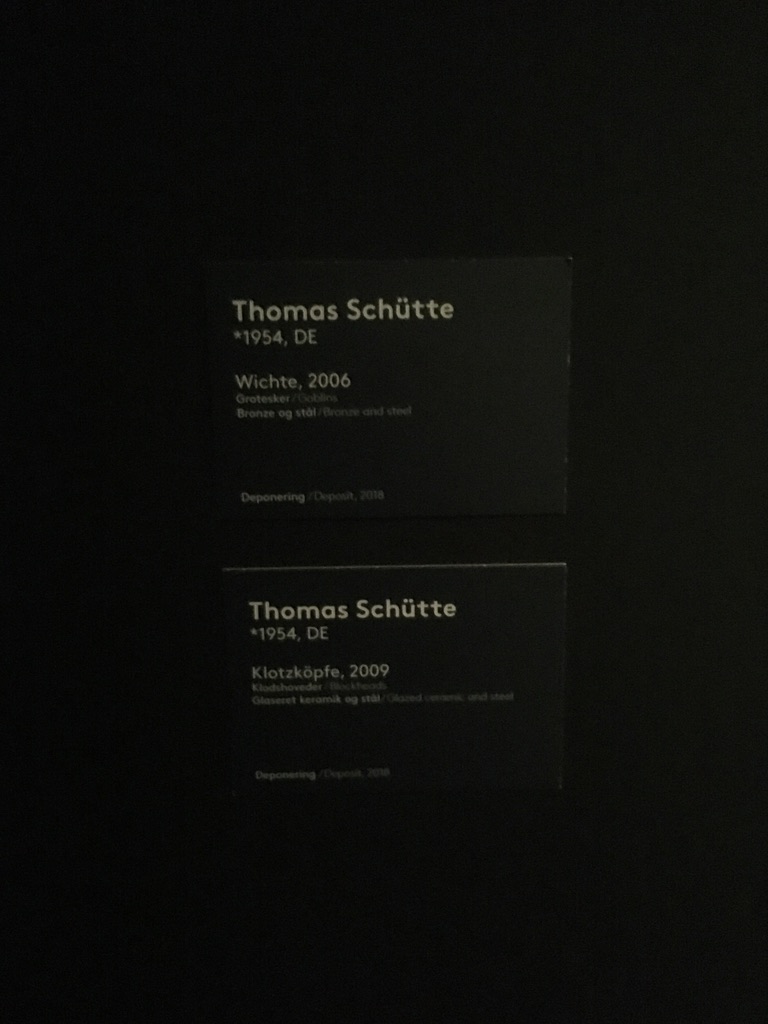 Thomas Schütte
*1954, DE
Wichte, 2006
Grotesker / Goblins
Bronze og stål / Bronze and steel
Deponering / Deposit, 2018
Thomas Schütte
*1954, DE
Klotzköpfe, 2009
Klodshoveder / Blockheads
Glaseret keramik og stål / Glazed ceramic and steel
Deponering / Deposit, 2018